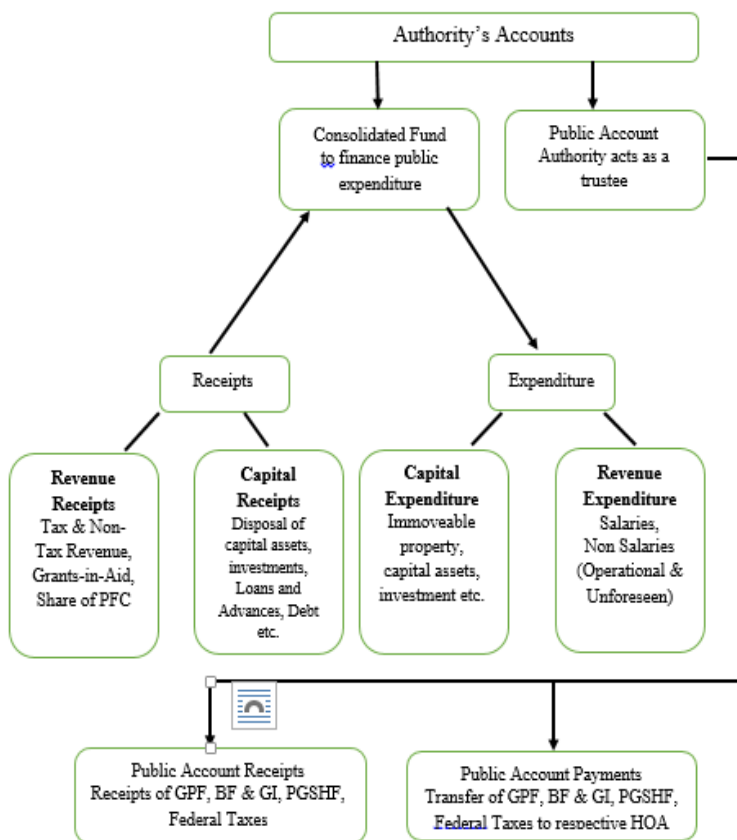 Authority's Accounts
Consolidated Fund
to finance public
expenditure
Public Account
Authority acts as a
trustee
Receipts
Expenditure
Revenue
Receipts
Tax & Non-
Tax Revenue,
Grants-in-Aid,
Share of PFC
Capital
Receipts
Disposal of
capital assets,
investments,
Loans and
Advances, Debt
etc.
Capital
Expenditure
Immoveable
property,
capital assets,
investment etc.
Revenue
Expenditure
Salaries,
Non Salaries
(Operational &
Unforeseen)
Public Account Receipts
Receipts of GPF, BF & GI, PGSHF,
Federal Taxes
Public Account Payments
Transfer of GPF, BF & GI, PGSHF,
Federal Taxes to respective HOA